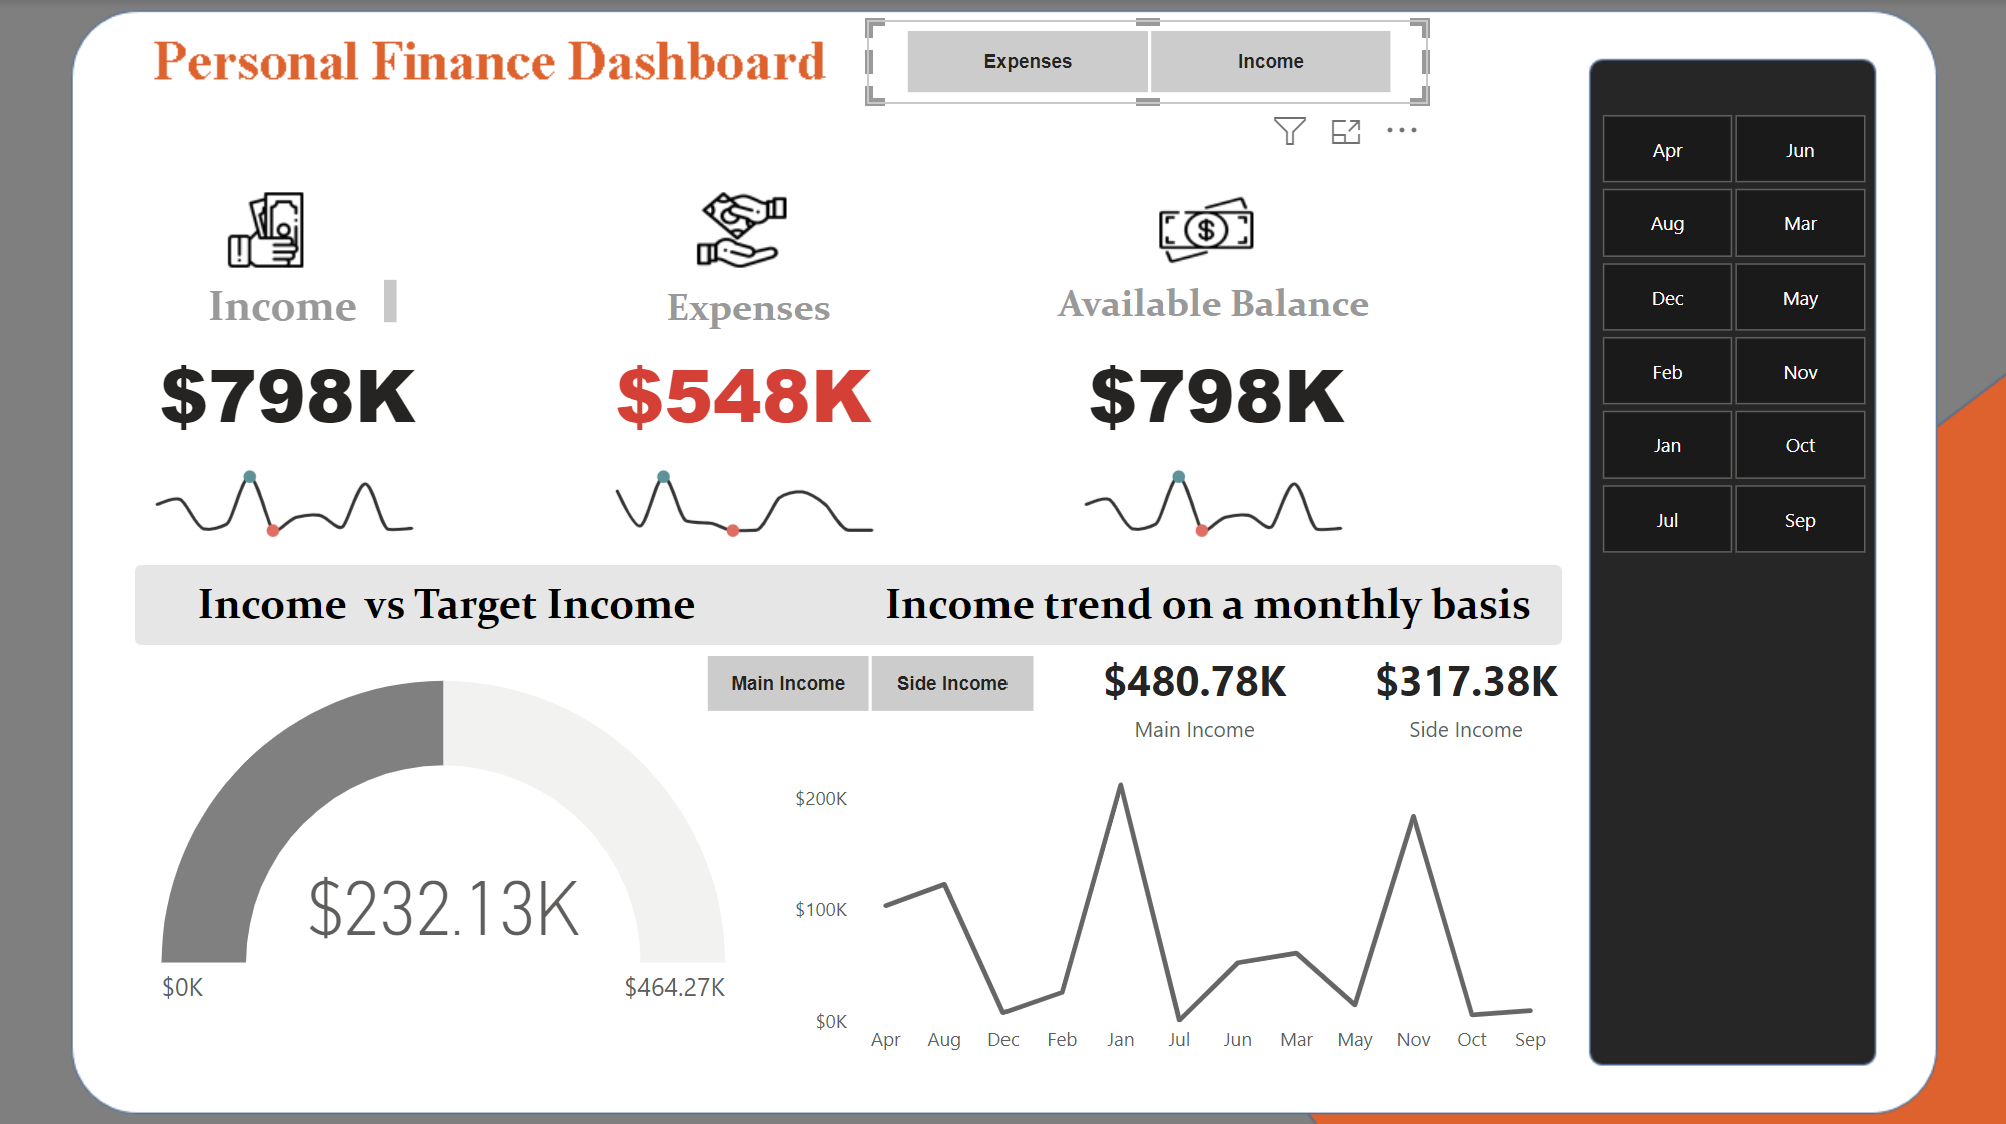 Personal Finance Dashboard
Expenses
Income
Income
Expenses
Available Balance
$798K
$548K
$798K
Income vs Target Income
Income trend on a monthly basis
$232.13K
$0K
$464.27K
Main Income
Side Income
$480.78K
Main Income
$317.38K
Side Income
$200K
$100K
$0K
Apr Aug Dec Feb Jan Jul Jun Mar May Nov Oct Sep
Apr Jun
Aug Mar
Dec May
Feb Nov
Jan Oct
Jul Sep